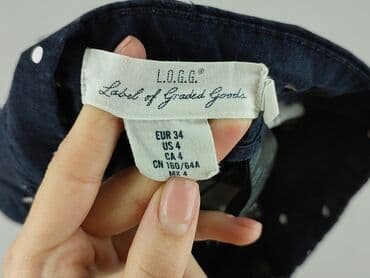 L.O.G.G.®
Label of Graded Goods
EUR 34
US 4
CA 4
CN 160/64A
MX 4